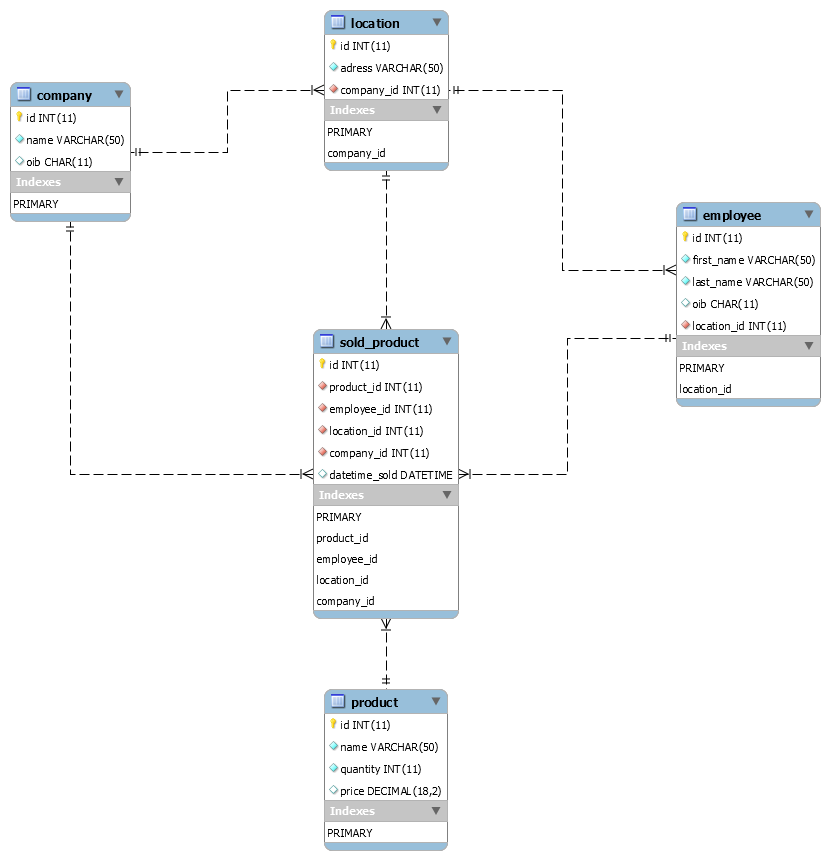 location
id INT(11)
adress VARCHAR(50)
company_id INT(11)
Indexes
PRIMARY
company_id
company
id INT(11)
name VARCHAR(50)
oib CHAR(11)
Indexes
PRIMARY
employee
id INT(11)
first_name VARCHAR(50)
last_name VARCHAR(50)
oib CHAR(11)
location_id INT(11)
Indexes
PRIMARY
location_id
sold_product
id INT(11)
product_id INT(11)
employee_id INT(11)
location_id INT(11)
company_id INT(11)
datetime_sold DATETIME
Indexes
PRIMARY
product_id
employee_id
location_id
company_id
product
id INT(11)
name VARCHAR(50)
quantity INT(11)
price DECIMAL(18,2)
Indexes
PRIMARY